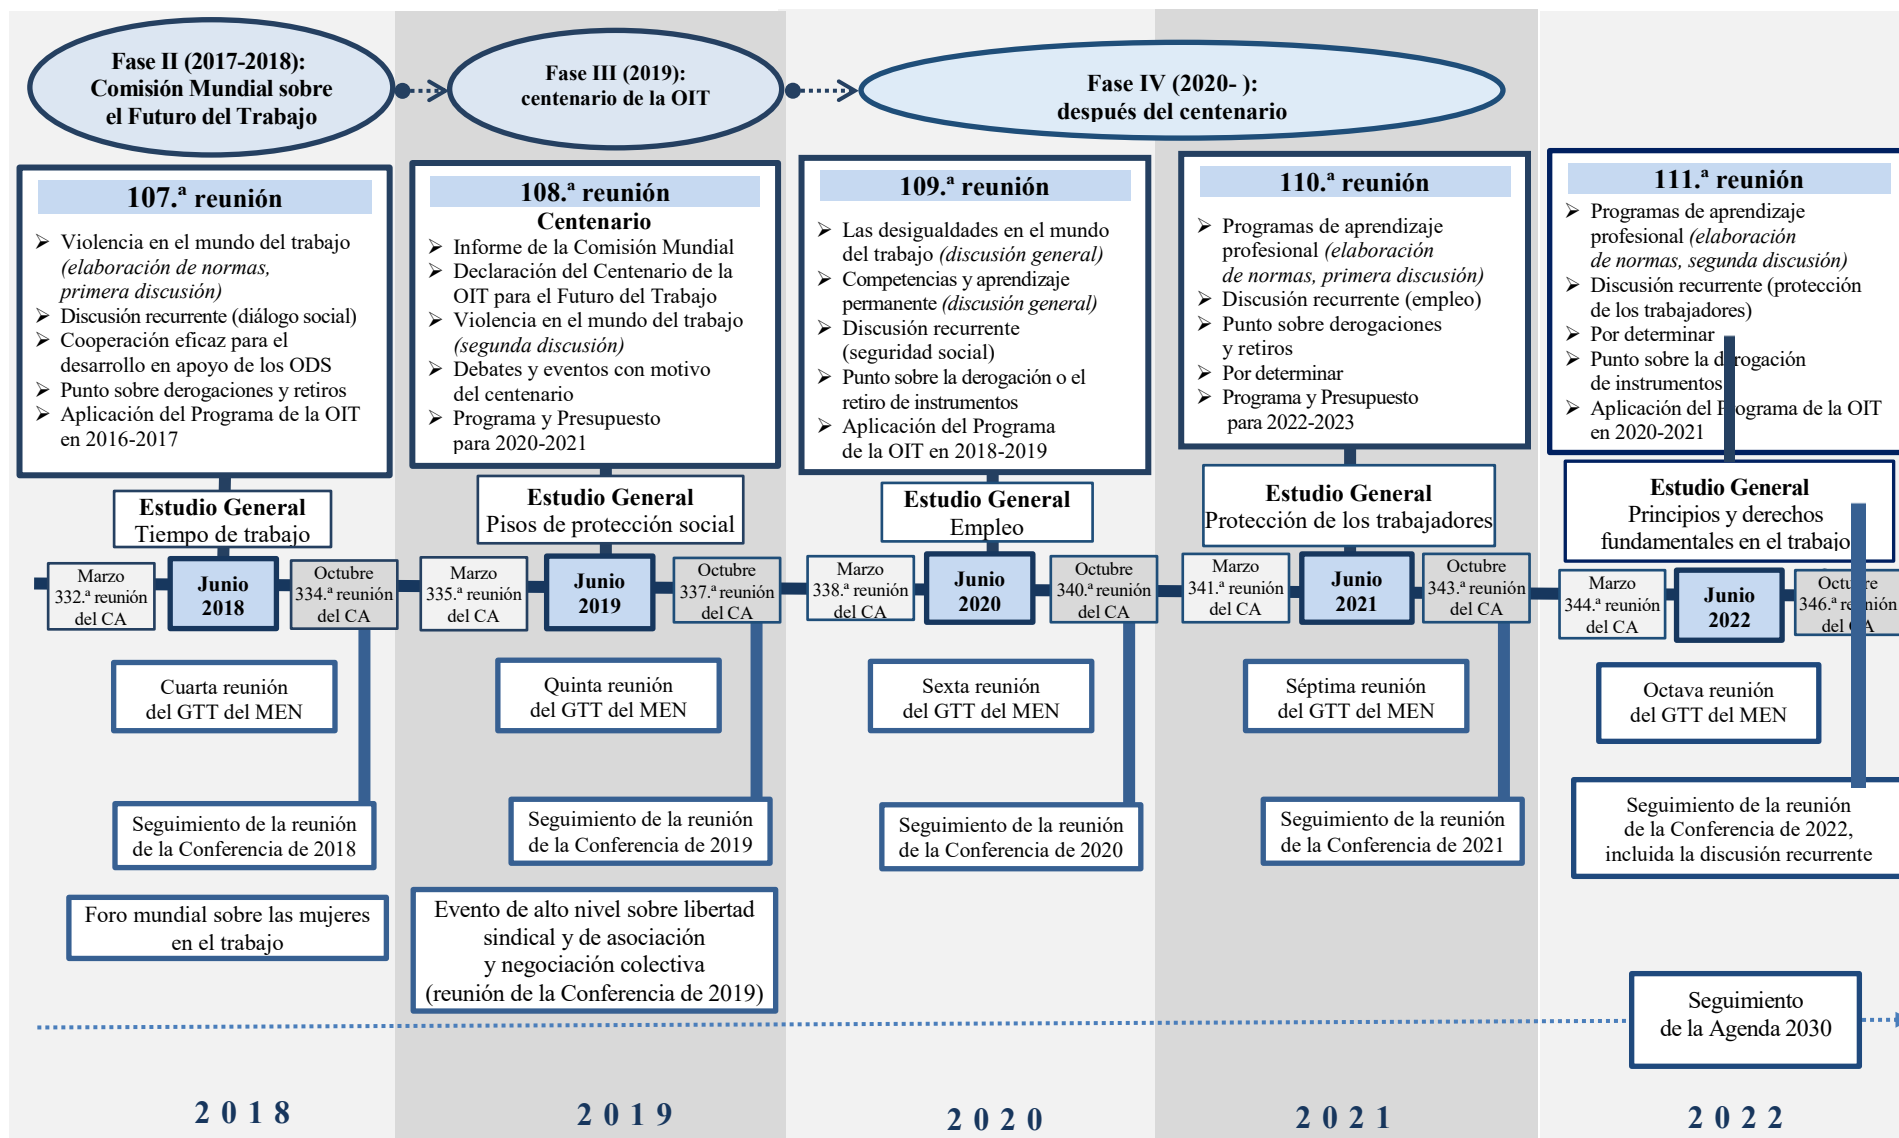 Fase II (2017-2018):
Comisión Mundial sobre
el Futuro del Trabajo
Fase III (2019):
centenario de la OIT
Fase IV (2020- ):
después del centenario
107.ª reunión
➢ Violencia en el mundo del trabajo
(elaboración de normas,
primera discusión)
➢ Discusión recurrente (diálogo social)
➢ Cooperación eficaz para el
desarrollo en apoyo de los ODS
➢ Punto sobre derogaciones y retiros
➢ Aplicación del Programa de la OIT
en 2016-2017
108.ª reunión
Centenario
➢ Informe de la Comisión Mundial
➢ Declaración del Centenario de la
OIT para el Futuro del Trabajo
➢ Violencia en el mundo del trabajo
(segunda discusión)
➢ Debates y eventos con motivo
del centenario
➢ Programa y Presupuesto
para 2020-2021
109.ª reunión
➢ Las desigualdades en el mundo
del trabajo (discusión general)
➢ Competencias y aprendizaje
permanente (discusión general)
➢ Discusión recurrente
(seguridad social)
➢ Punto sobre la derogación o el
retiro de instrumentos
➢ Aplicación del Programa
de la OIT en 2018-2019
110.ª reunión
➢ Programas de aprendizaje
profesional (elaboración
de normas, primera discusión)
➢ Discusión recurrente (empleo)
➢ Punto sobre derogaciones
y retiros
➢ Por determinar
➢ Programa y Presupuesto
para 2022-2023
111.ª reunión
➢ Programas de aprendizaje
profesional (elaboración
de normas, segunda discusión)
➢ Discusión recurrente (protección
de los trabajadores)
➢ Por determinar
➢ Punto sobre la derogación
de instrumentos
➢ Aplicación del Programa de la OIT
en 2020-2021
Estudio General
Tiempo de trabajo
Estudio General
Pisos de protección social
Estudio General
Empleo
Estudio General
Protección de los trabajadores
Estudio General
Principios y derechos
fundamentales en el trabajo
Marzo
332.ª reunión
del CA
Junio
2018
Octubre
334.ª reunión
del CA
Marzo
335.ª reunión
del CA
Junio
2019
Octubre
337.ª reunión
del CA
Marzo
338.ª reunión
del CA
Junio
2020
Octubre
340.ª reunión
del CA
Marzo
341.ª reunión
del CA
Junio
2021
Octubre
343.ª reunión
del CA
Marzo
344.ª reunión
del CA
Junio
2022
Octubre
346.ª reunión
del CA
Cuarta reunión
del GTT del MEN
Quinta reunión
del GTT del MEN
Sexta reunión
del GTT del MEN
Séptima reunión
del GTT del MEN
Octava reunión
del GTT del MEN
Seguimiento de la reunión
de la Conferencia de 2018
Seguimiento de la reunión
de la Conferencia de 2019
Seguimiento de la reunión
de la Conferencia de 2020
Seguimiento de la reunión
de la Conferencia de 2021
Seguimiento de la reunión
de la Conferencia de 2022,
incluida la discusión recurrente
Foro mundial sobre las mujeres
en el trabajo
Evento de alto nivel sobre libertad
sindical y de asociación
y negociación colectiva
(reunión de la Conferencia de 2019)
Seguimiento
de la Agenda 2030
2018
2019
2020
2021
2022